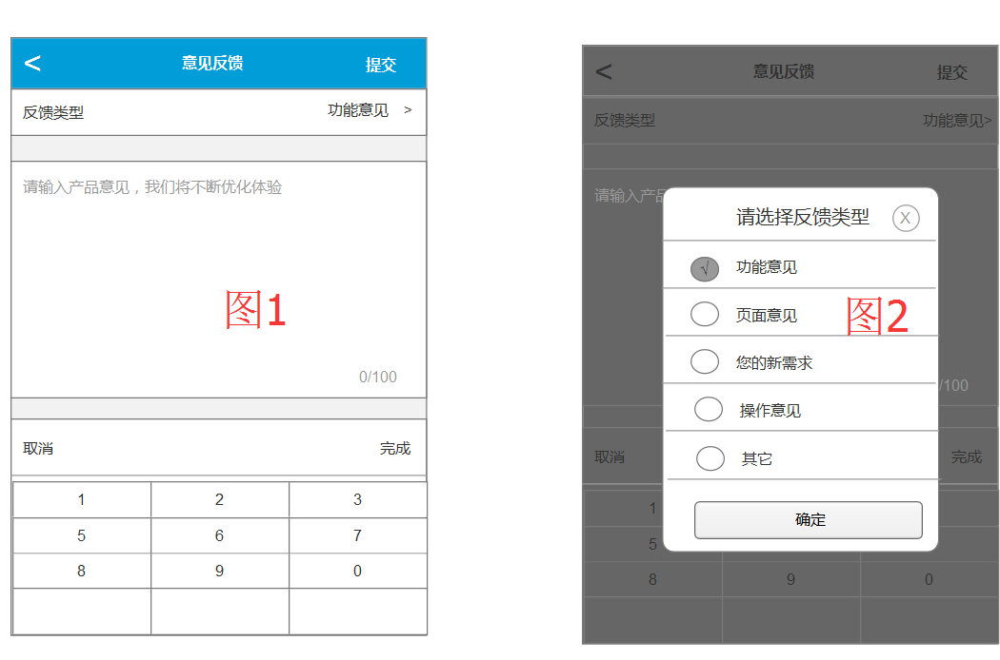 < 意见反馈 提交
反馈类型 功能意见 >
请输入产品意见，我们将不断优化体验
图1
0/100
取消 完成
1 2 3
5 6 7
8 9 0
< 意见反馈 提交
反馈类型 功能意见>
请输入产品
请选择反馈类型 X
√ 功能意见
页面意见
图2
您的新需求
/100
操作意见
取消 其它 完成
1
确定
5
8 9 0